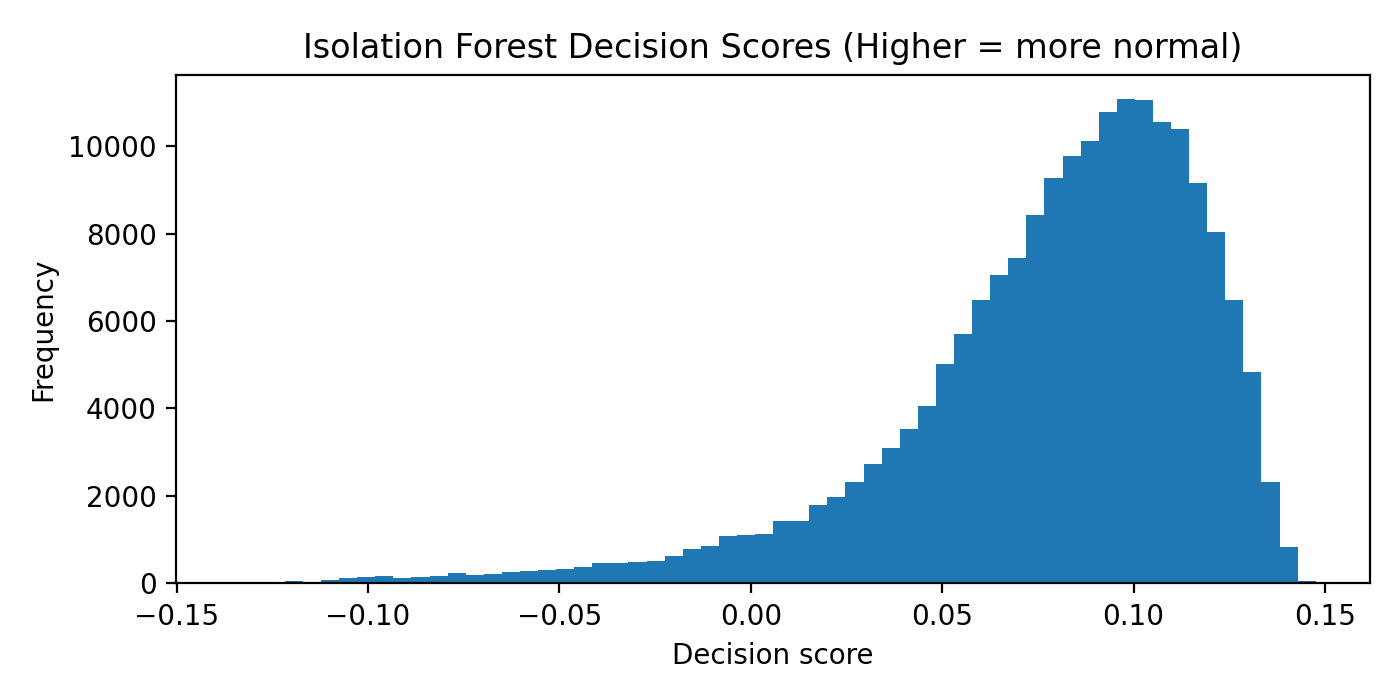 Isolation Forest Decision Scores (Higher = more normal)
Frequency
10000
8000
6000
4000
2000
0
−0.15 −0.10 −0.05 0.00 0.05 0.10 0.15
Decision score